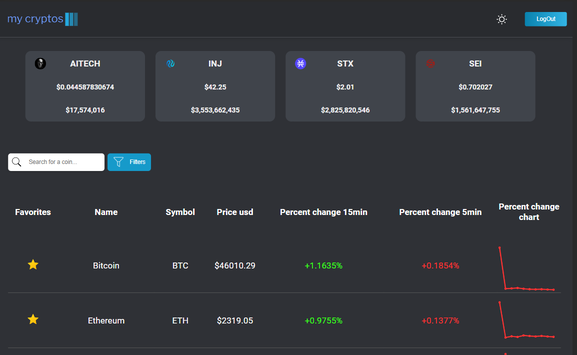 my cryptos
LogOut
AITECH
$0.044587830674
$17,574,016
INJ
$42.25
$3,553,662,435
STX
$2.01
$2,825,820,546
SEI
$0.702027
$1,561,647,755
Search for a coin...
Filters
Favorites Name Symbol Price usd Percent change 15min Percent change 5min Percent change
chart
Bitcoin BTC $46010.29 +1.1635% +0.1854%
Ethereum ETH $2319.05 +0.9755% +0.1377%